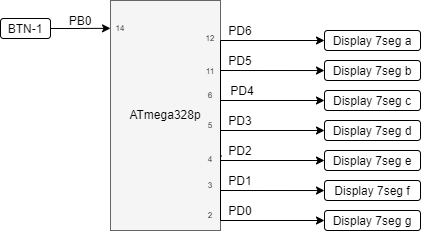 BTN-1
PB0
14
ATmega328p
12
PD6
Display 7seg a
11
PD5
Display 7seg b
6
PD4
Display 7seg c
5
PD3
Display 7seg d
4
PD2
Display 7seg e
3
PD1
Display 7seg f
2
PD0
Display 7seg g